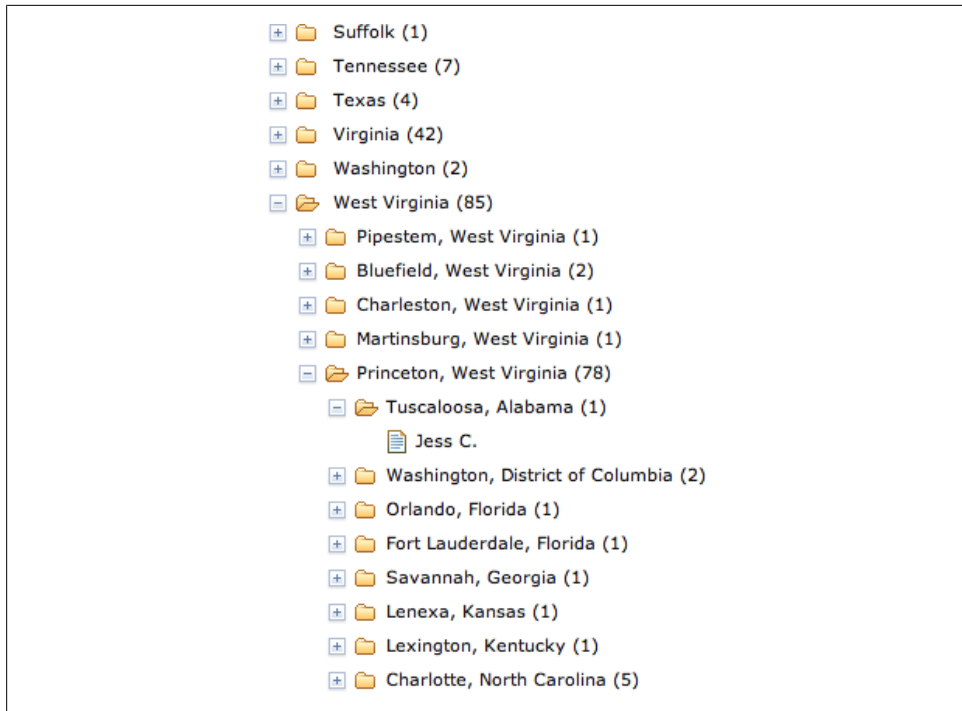 Suffolk (1)
Tennessee (7)
Texas (4)
Virginia (42)
Washington (2)
West Virginia (85)
Pipestem, West Virginia (1)
Bluefield, West Virginia (2)
Charleston, West Virginia (1)
Martinsburg, West Virginia (1)
Princeton, West Virginia (78)
Tuscaloosa, Alabama (1)
Jess C.
Washington, District of Columbia (2)
Orlando, Florida (1)
Fort Lauderdale, Florida (1)
Savannah, Georgia (1)
Lenexa, Kansas (1)
Lexington, Kentucky (1)
Charlotte, North Carolina (5)